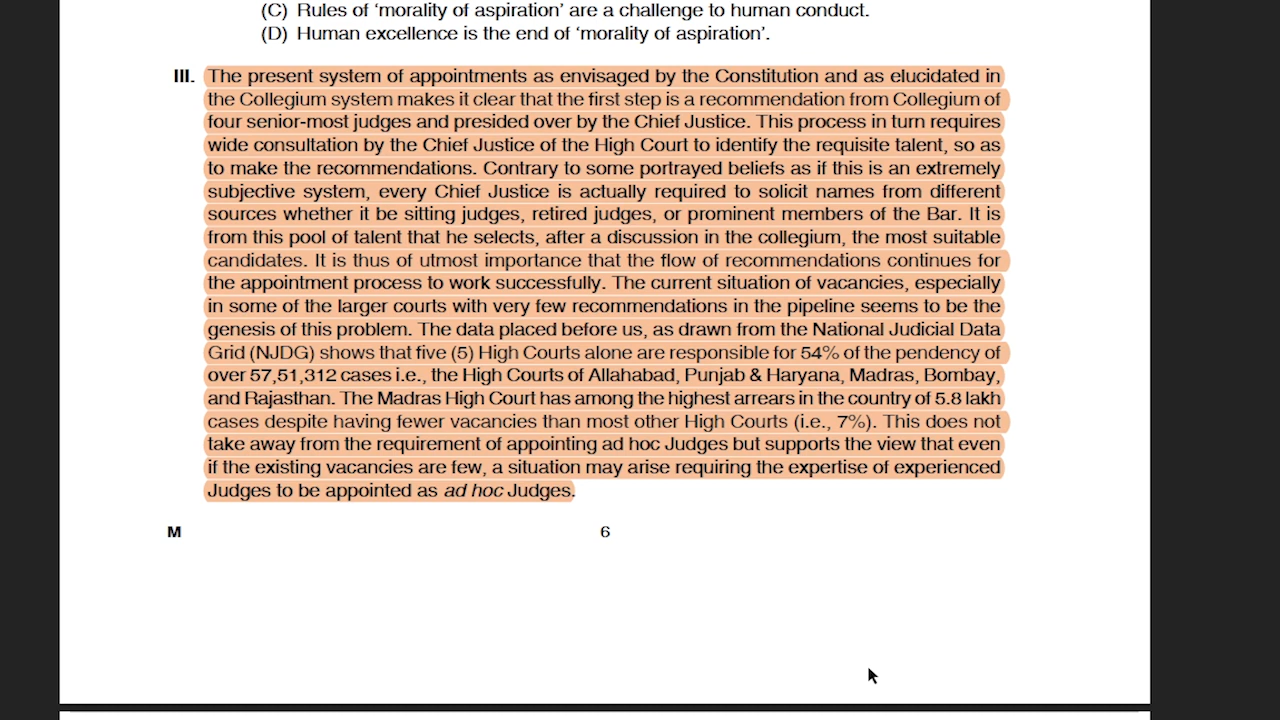 (C) Rules of ‘morality of aspiration’ are a challenge to human conduct.
(D) Human excellence is the end of ‘morality of aspiration’.
III. The present system of appointments as envisaged by the Constitution and as elucidated in
the Collegium system makes it clear that the first step is a recommendation from Collegium of
four senior-most judges and presided over by the Chief Justice. This process in turn requires
wide consultation by the Chief Justice of the High Court to identify the requisite talent, so as
to make the recommendations. Contrary to some portrayed beliefs as if this is an extremely
subjective system, every Chief Justice is actually required to solicit names from different
sources whether it be sitting judges, retired judges, or prominent members of the Bar. It is
from this pool of talent that he selects, after a discussion in the collegium, the most suitable
candidates. It is thus of utmost importance that the flow of recommendations continues for
the appointment process to work successfully. The current situation of vacancies, especially
in some of the larger courts with very few recommendations in the pipeline seems to be the
genesis of this problem. The data placed before us, as drawn from the National Judicial Data
Grid (NJDG) shows that five (5) High Courts alone are responsible for 54% of the pendency of
over 57,51,312 cases i.e., the High Courts of Allahabad, Punjab & Haryana, Madras, Bombay,
and Rajasthan. The Madras High Court has among the highest arrears in the country of 5.8 lakh
cases despite having fewer vacancies than most other High Courts (i.e., 7%). This does not
take away from the requirement of appointing ad hoc Judges but supports the view that even
if the existing vacancies are few, a situation may arise requiring the expertise of experienced
Judges to be appointed as ad hoc Judges.
M 6